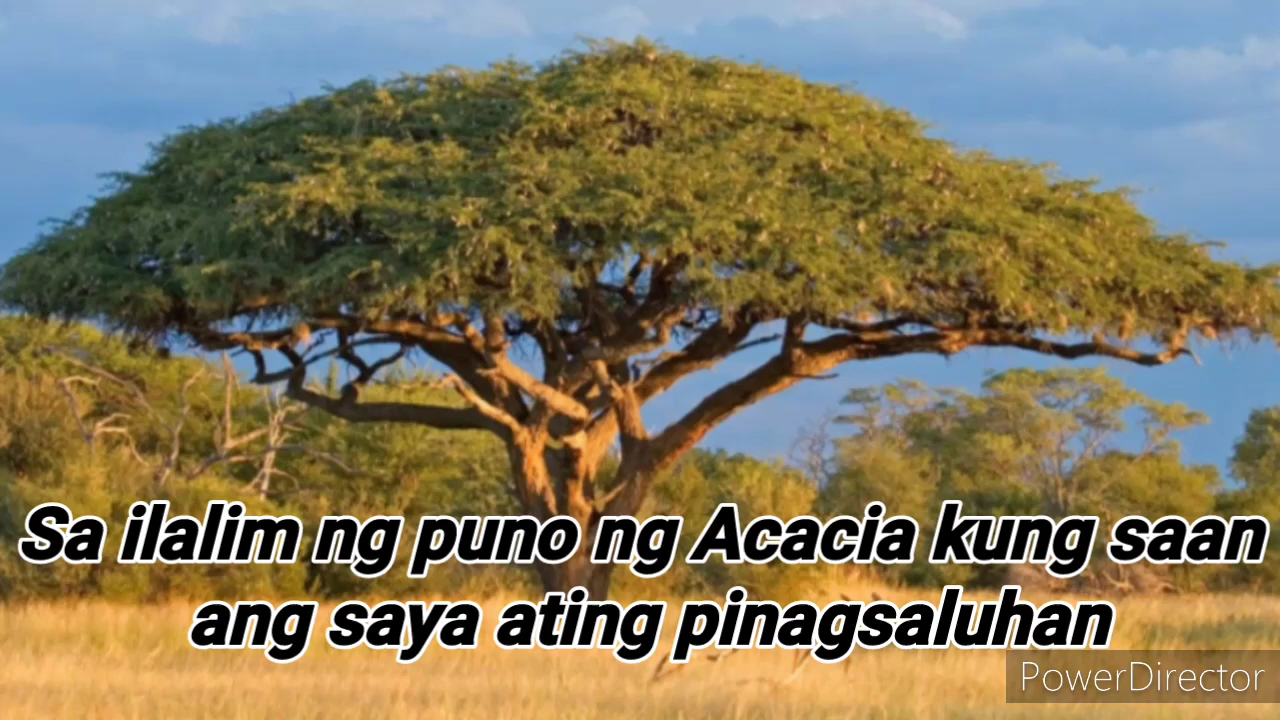 Sa ilalim ng puno ng Acacia kung saan
ang saya ating pinagsaluhan
PowerDirector